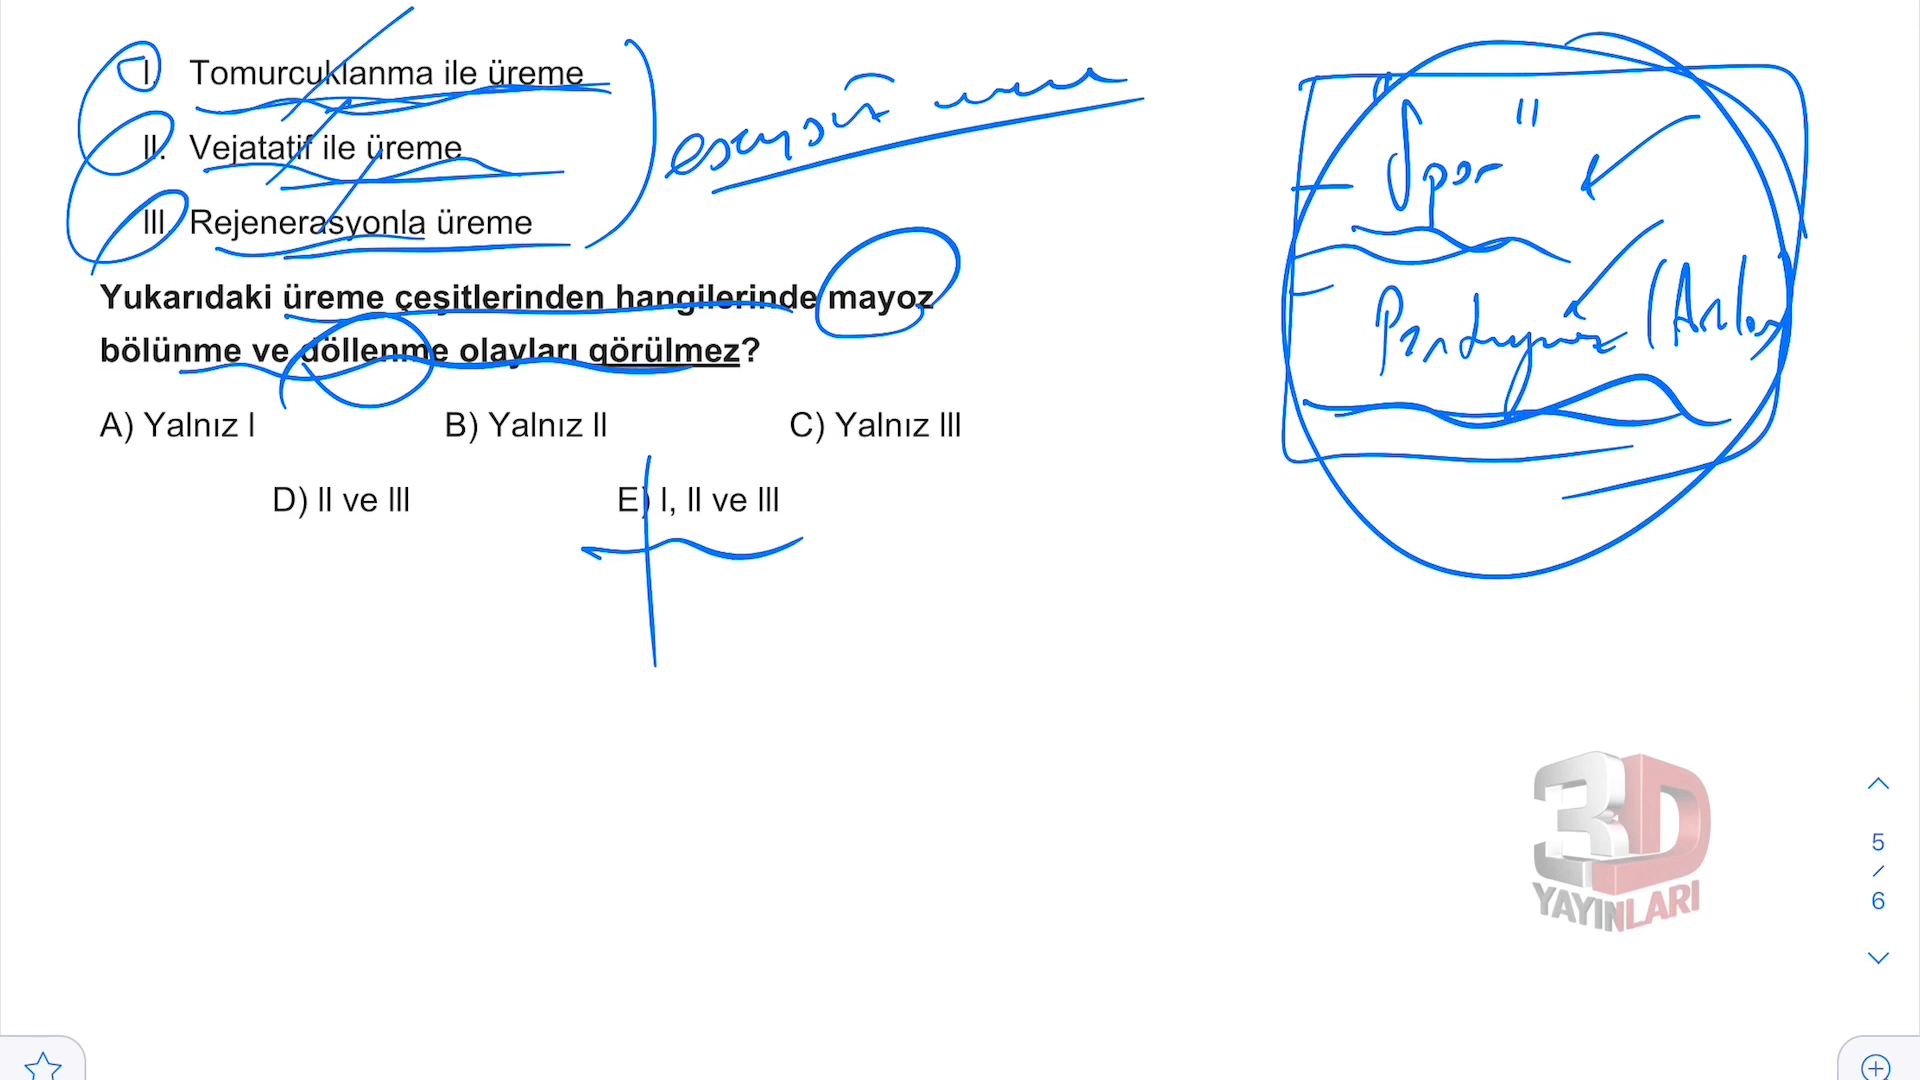 I. Tomurcuklanma ile üreme
II. Vejatatif ile üreme
III. Rejenerasyonla üreme
eşeysiz üreme
Yukarıdaki üreme çeşitlerinden hangilerinde mayoz
bölünme ve döllenme olayları görülmez?
A) Yalnız I B) Yalnız II C) Yalnız III
D) II ve III E) I, II ve III
Spor
3D
YAYINLARI
5
/
6